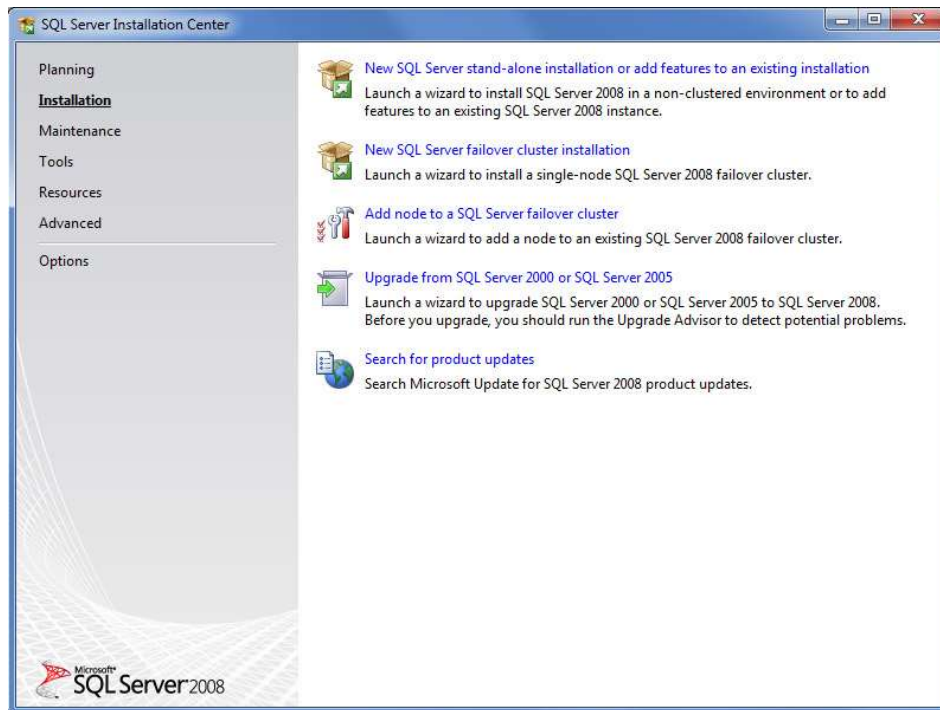 SQL Server Installation Center
Planning
Installation
Maintenance
Tools
Resources
Advanced
Options
New SQL Server stand-alone installation or add features to an existing installation
Launch a wizard to install SQL Server 2008 in a non-clustered environment or to add
features to an existing SQL Server 2008 instance.
New SQL Server failover cluster installation
Launch a wizard to install a single-node SQL Server 2008 failover cluster.
Add node to a SQL Server failover cluster
Launch a wizard to add a node to an existing SQL Server 2008 failover cluster.
Upgrade from SQL Server 2000 or SQL Server 2005
Launch a wizard to upgrade SQL Server 2000 or SQL Server 2005 to SQL Server 2008.
Before you upgrade, you should run the Upgrade Advisor to detect potential problems.
Search for product updates
Search Microsoft Update for SQL Server 2008 product updates.
Microsoft
SQL Server 2008